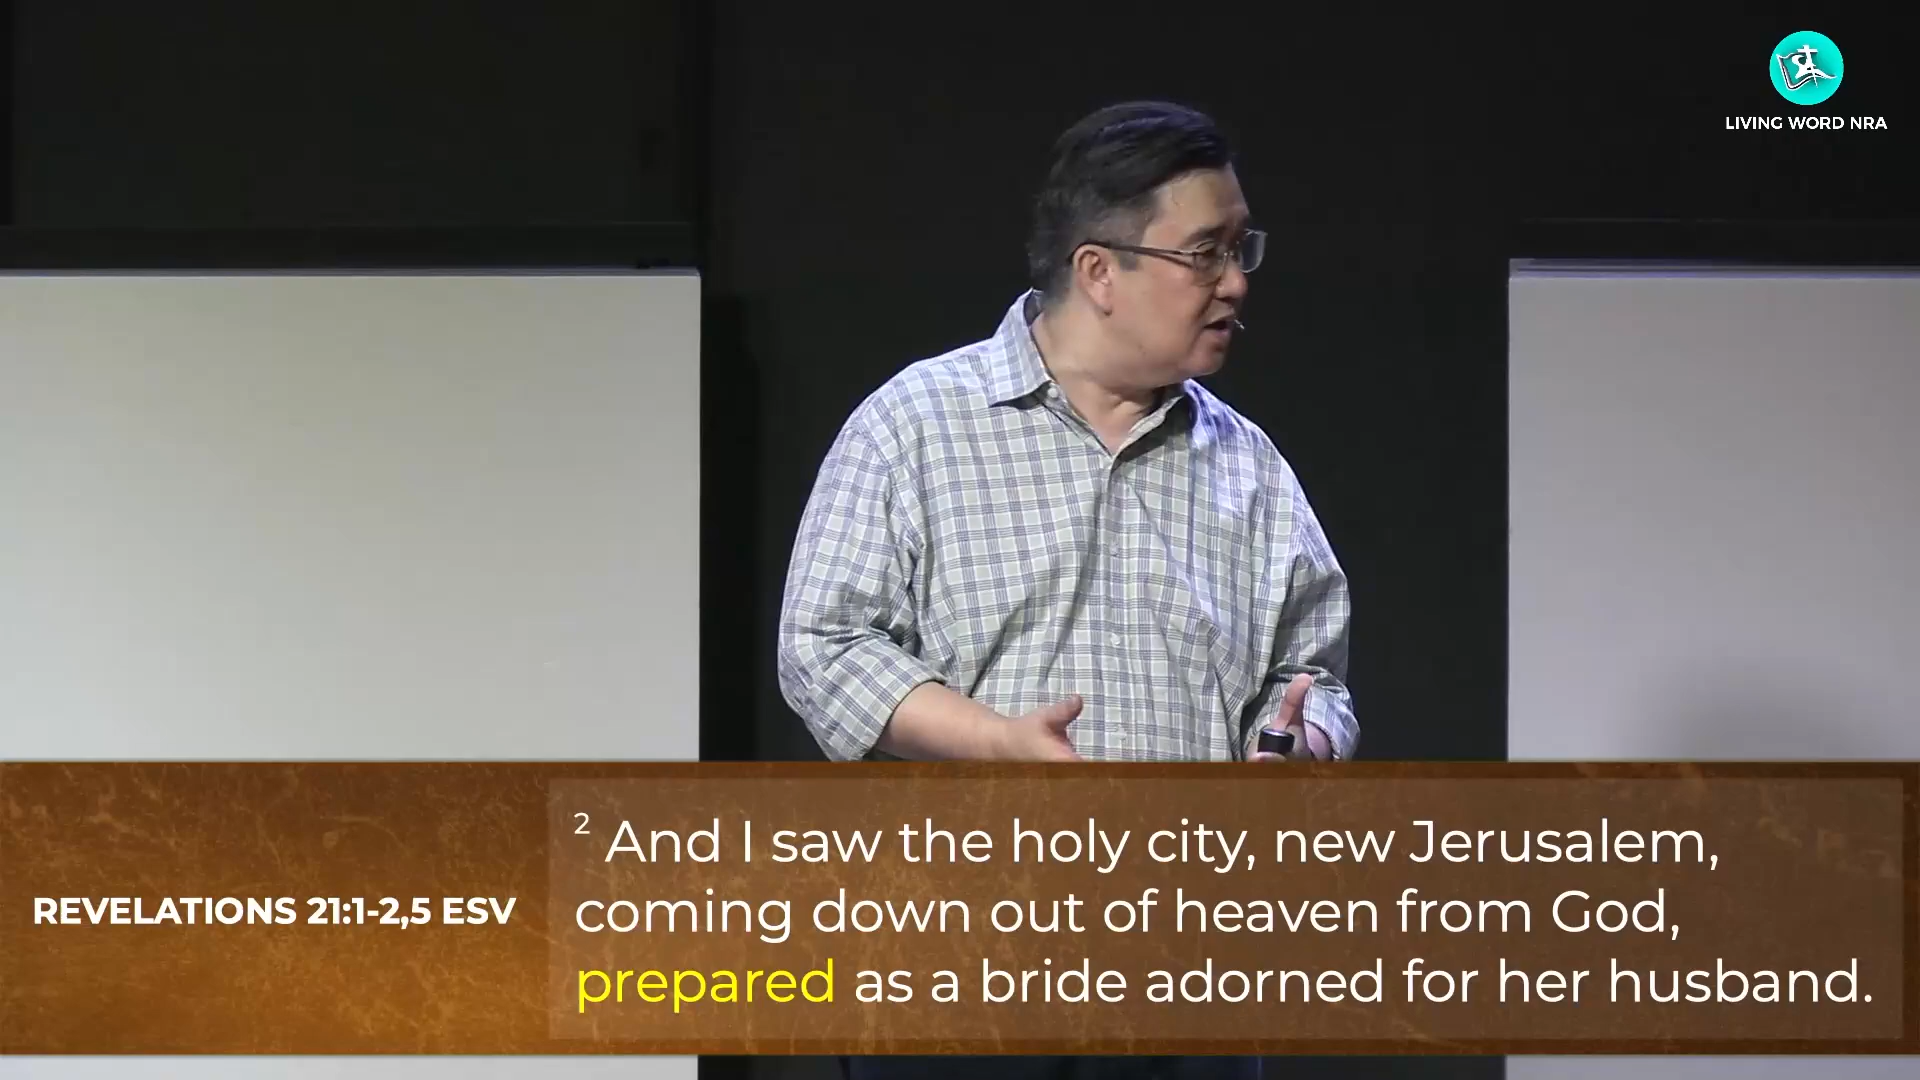 LIVING WORD NRA
REVELATIONS 21:1-2,5 ESV
2 And I saw the holy city, new Jerusalem,
coming down out of heaven from God,
prepared as a bride adorned for her husband.